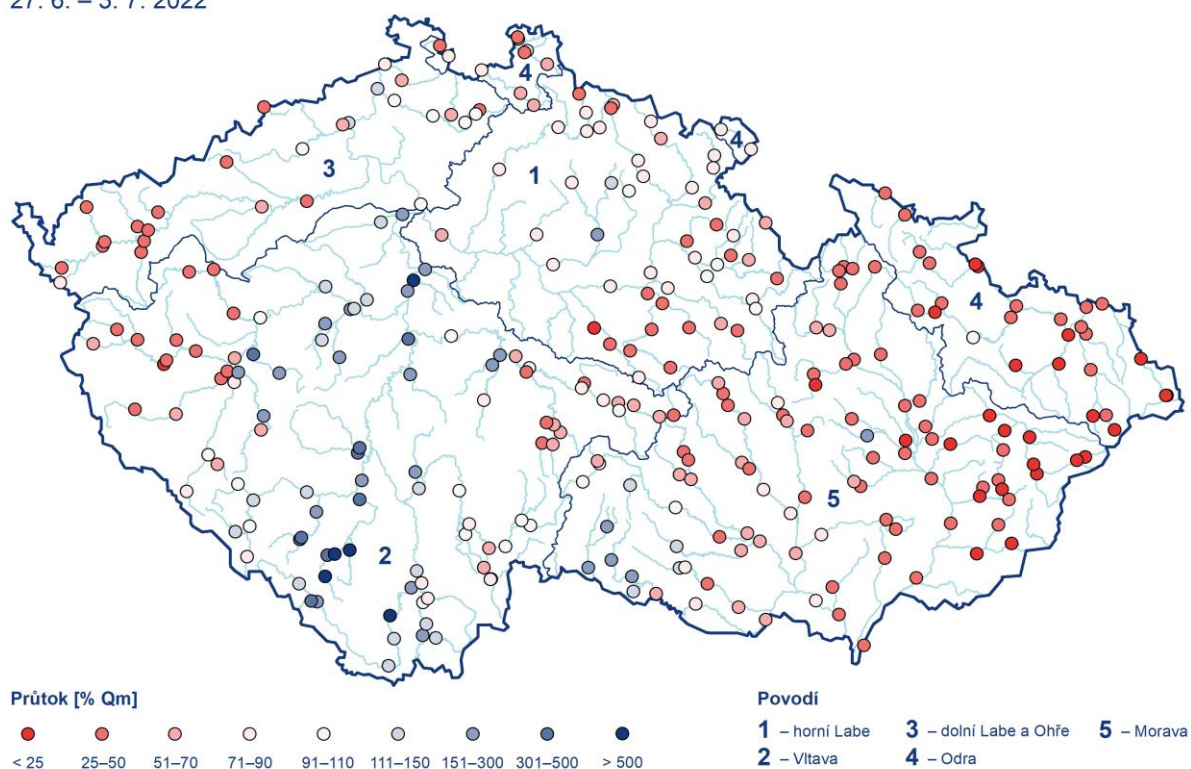 27. 6. – 3. 7. 2022
4
4
3
1
4
5
2
Průtok [% Qm]
< 25 25–50 51–70 71–90 91–110 111–150 151–300 301–500 > 500
Povodí
1 – horní Labe 3 – dolní Labe a Ohře 5 – Morava
2 – Vltava 4 – Odra